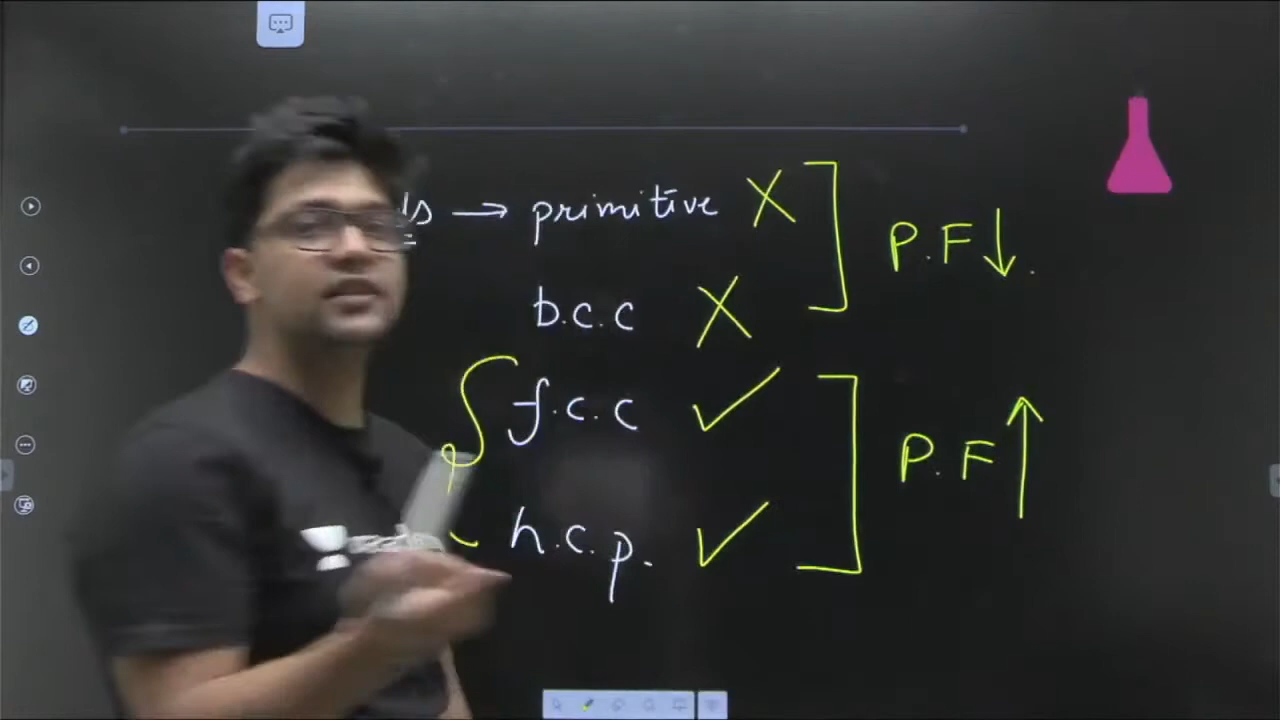 → primitive X
P.F ↓.
b.c.c X
f.c.c ✓
P.F ↑
h.c.p. ✓